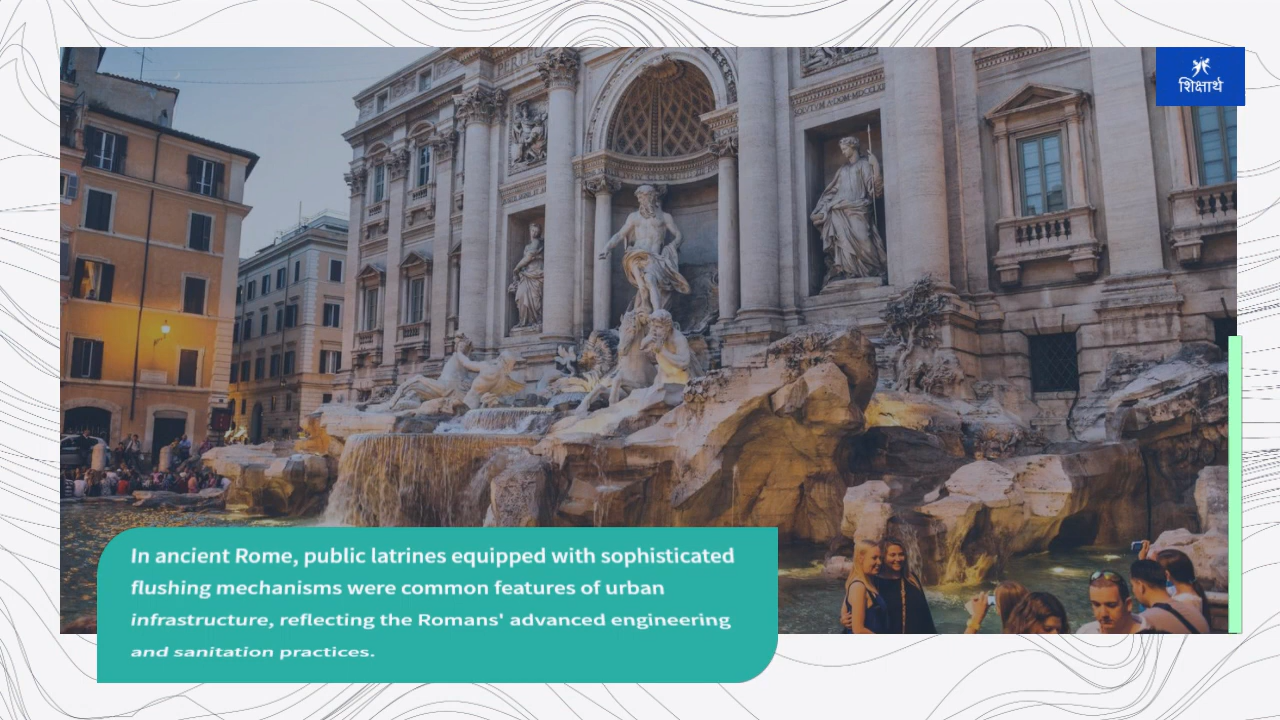 शिक्षार्थ
In ancient Rome, public latrines equipped with sophisticated
flushing mechanisms were common features of urban
infrastructure, reflecting the Romans' advanced engineering
and sanitation practices.